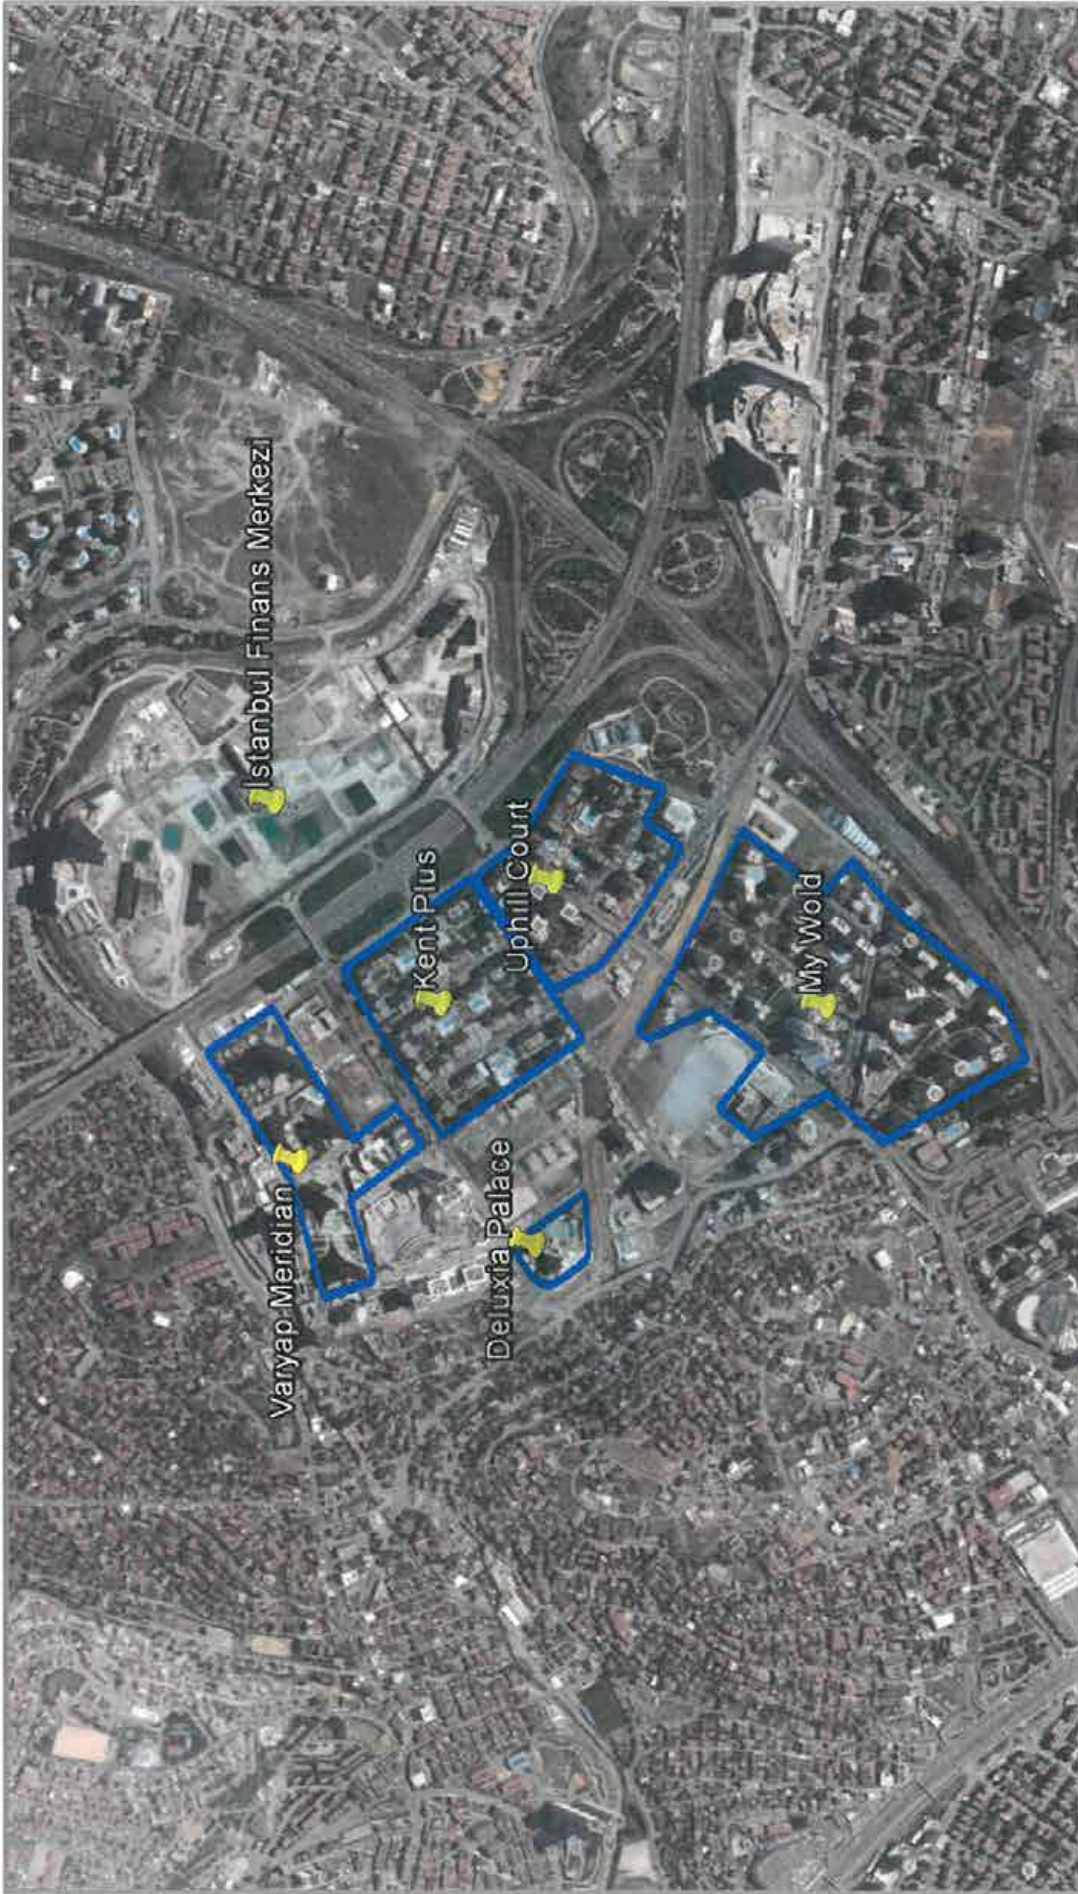 İstanbul Finans Merkezi
Varyap Meridian
Kent Plus
Uphill Court
Deluxia Palace
My Wold